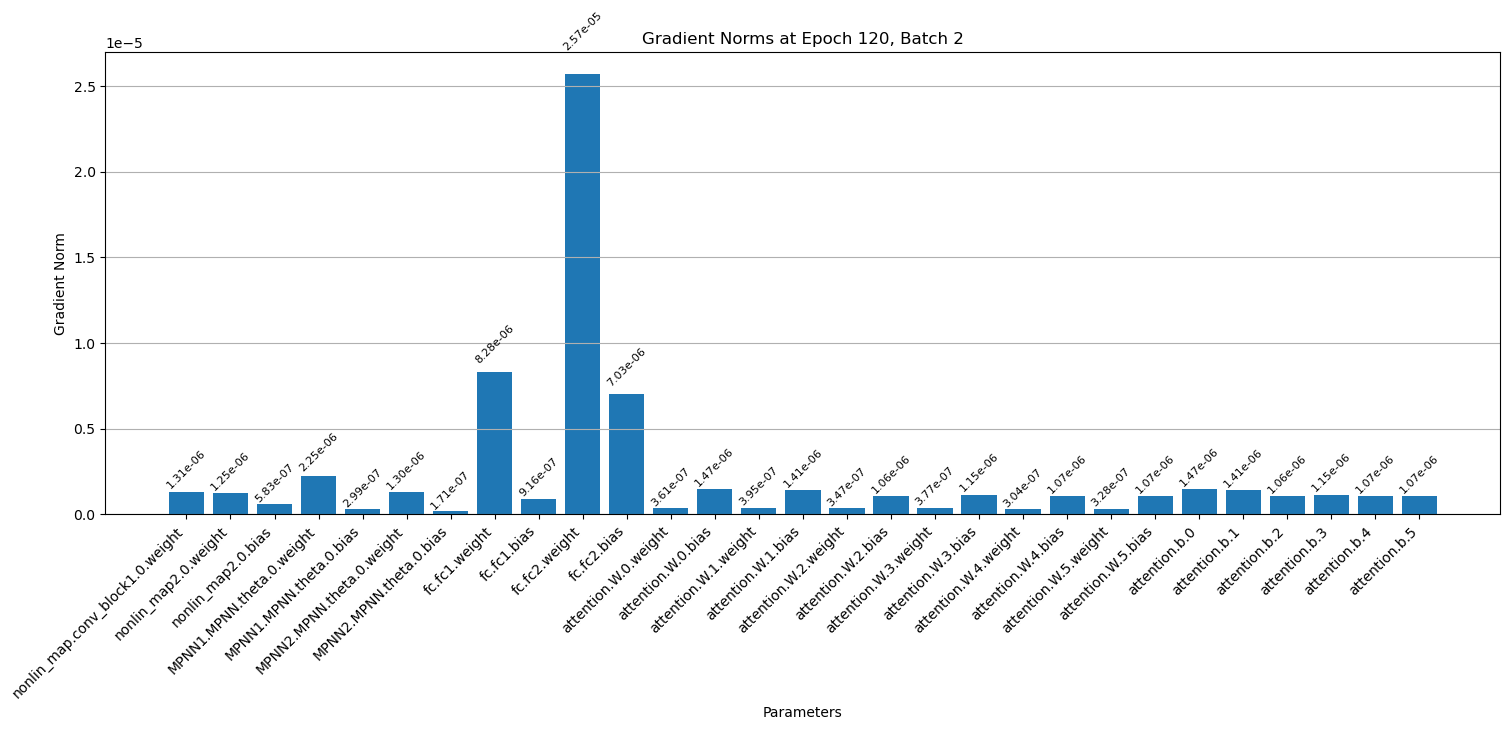 Gradient Norms at Epoch 120, Batch 2
1e−5
2.5
2.0
1.5
1.0
0.5
0.0
Gradient Norm
1.31e-06
1.25e-06
5.83e-07
2.25e-06
2.99e-07
1.30e-06
1.71e-07
8.28e-06
9.16e-07
2.57e-05
7.03e-06
3.61e-07
1.47e-06
3.95e-07
1.41e-06
3.47e-07
1.06e-06
3.77e-07
1.15e-06
3.04e-07
1.07e-06
3.28e-07
1.07e-06
1.47e-06
1.41e-06
1.06e-06
1.15e-06
1.07e-06
1.07e-06
nonlin_map.conv_block1.0.weight
nonlin_map2.0.weight
nonlin_map2.0.bias
MPNN1.MPNN.theta.0.weight
MPNN1.MPNN.theta.0.bias
MPNN2.MPNN.theta.0.weight
MPNN2.MPNN.theta.0.bias
fc.fc1.weight
fc.fc1.bias
fc.fc2.weight
fc.fc2.bias
attention.W.0.weight
attention.W.0.bias
attention.W.1.weight
attention.W.1.bias
attention.W.2.weight
attention.W.2.bias
attention.W.3.weight
attention.W.3.bias
attention.W.4.weight
attention.W.4.bias
attention.W.5.weight
attention.W.5.bias
attention.b.0
attention.b.1
attention.b.2
attention.b.3
attention.b.4
attention.b.5
Parameters